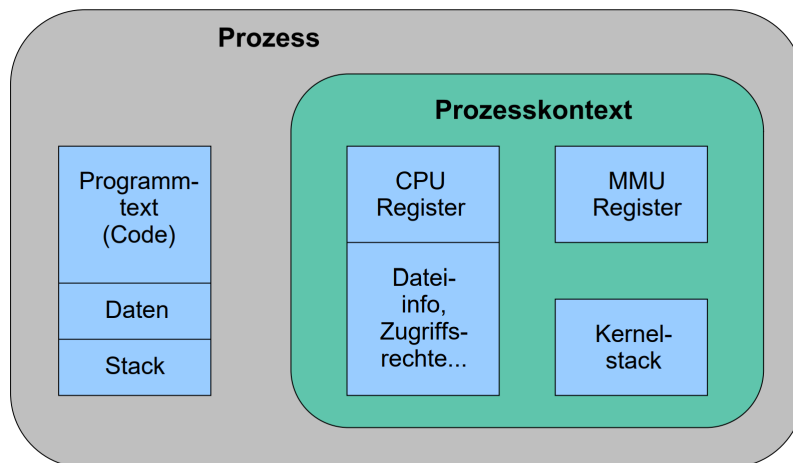 Prozess
Prozesskontext
Programm-
text
(Code)
Daten
Stack
CPU
Register
Datei-
info,
Zugriffs-
rechte...
MMU
Register
Kernel-
stack